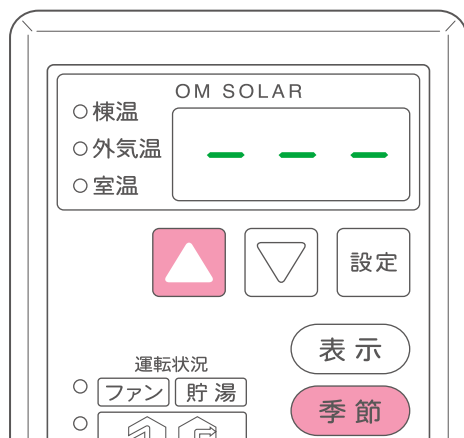 OM SOLAR
棟温
外気温
室温
– – –
設定
表示
運転状況
ファン 貯湯
季節